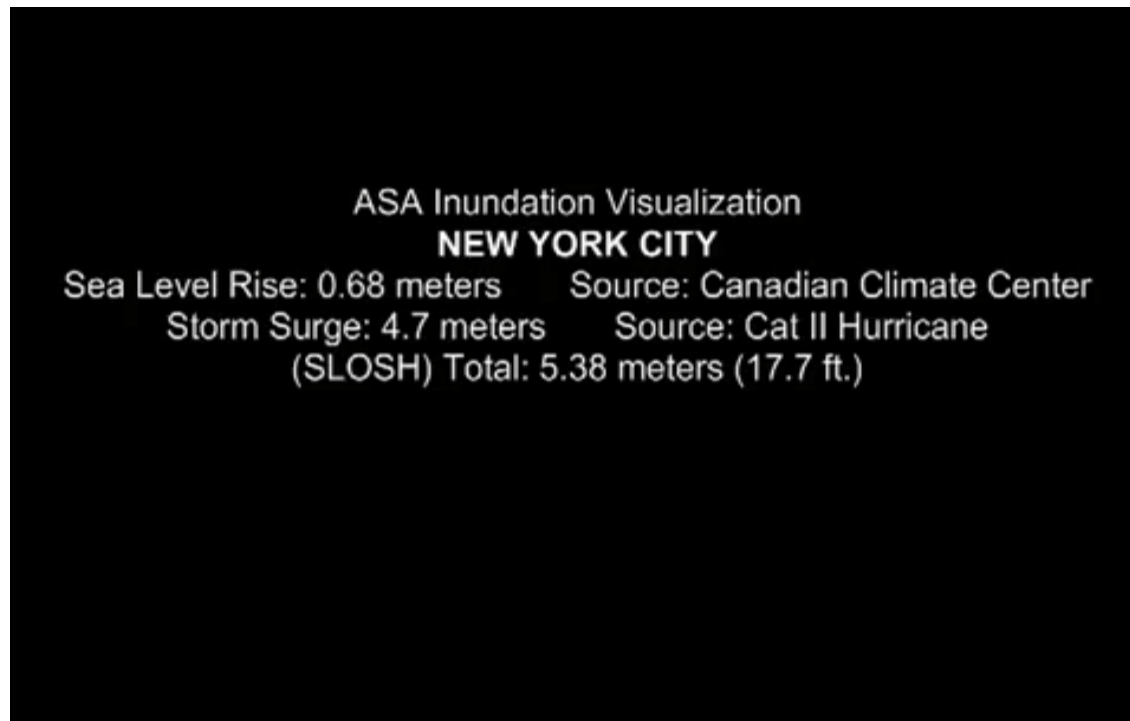 ASA Inundation Visualization
NEW YORK CITY
Sea Level Rise: 0.68 meters Source: Canadian Climate Center
Storm Surge: 4.7 meters Source: Cat II Hurricane
(SLOSH) Total: 5.38 meters (17.7 ft.)